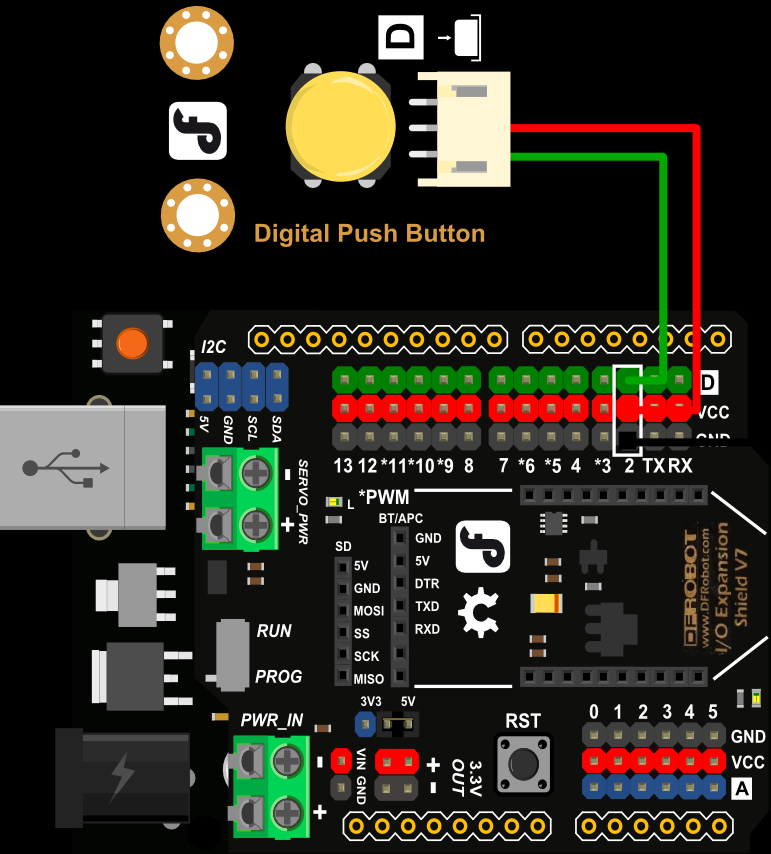 D
Digital Push Button
I2C
5V GND SCL SDA
D
VCC
GND
13 12 *11 *10 *9 8 7 *6 *5 4 *3 2 TX RX
SERVO_PWR
- +
L *PWM
BT/APC
GND
5V
DTR
TXD
RXD
SD
5V
GND
MOSI
SS
SCK
MISO
DFROBOT
www.DFRobot.com
I/O Expansion
Shield V7
RUN
PROG
3V3 5V
PWR_IN
- +
VIN GND
+ -
3.3V
OUT
RST
0 1 2 3 4 5
GND
VCC
A